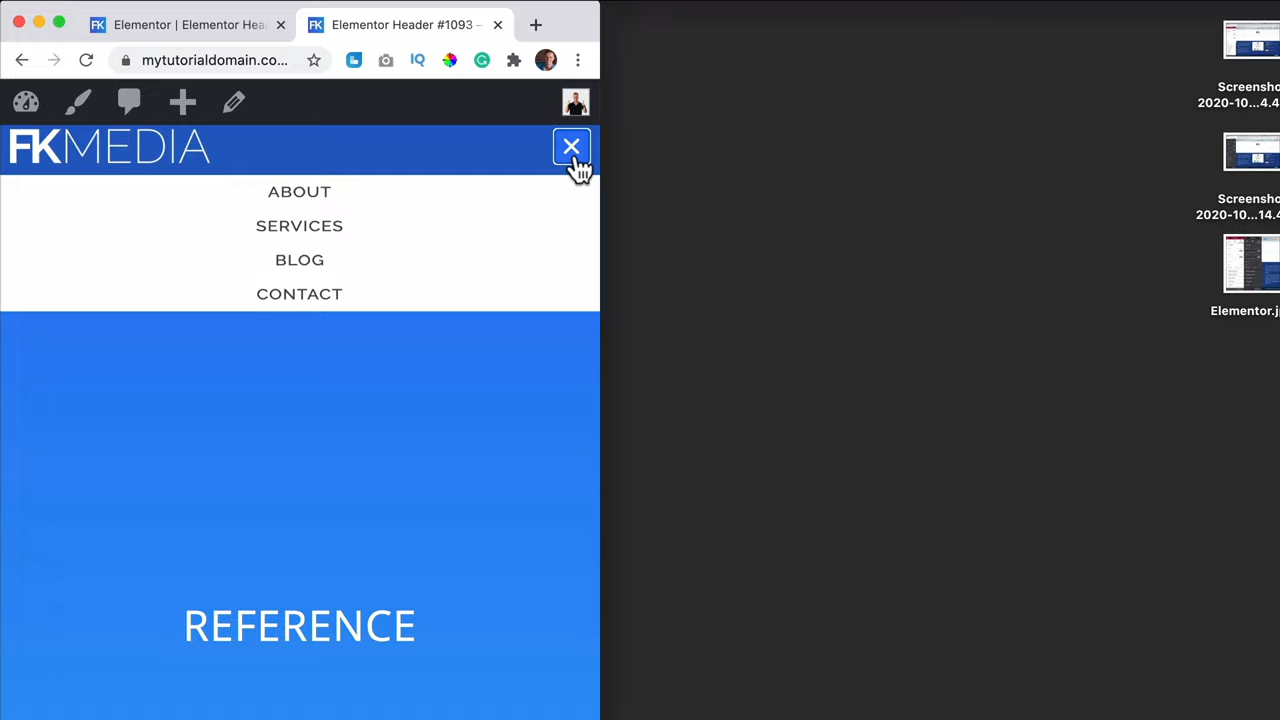 Elementor | Elementor Hea
Elementor Header #1093 –
mytutorialdomain.co...
IQ
FKMEDIA
ABOUT
SERVICES
BLOG
CONTACT
REFERENCE
Screensho
2020-10...4.4
Screensho
2020-10...14.4
Elementor.j